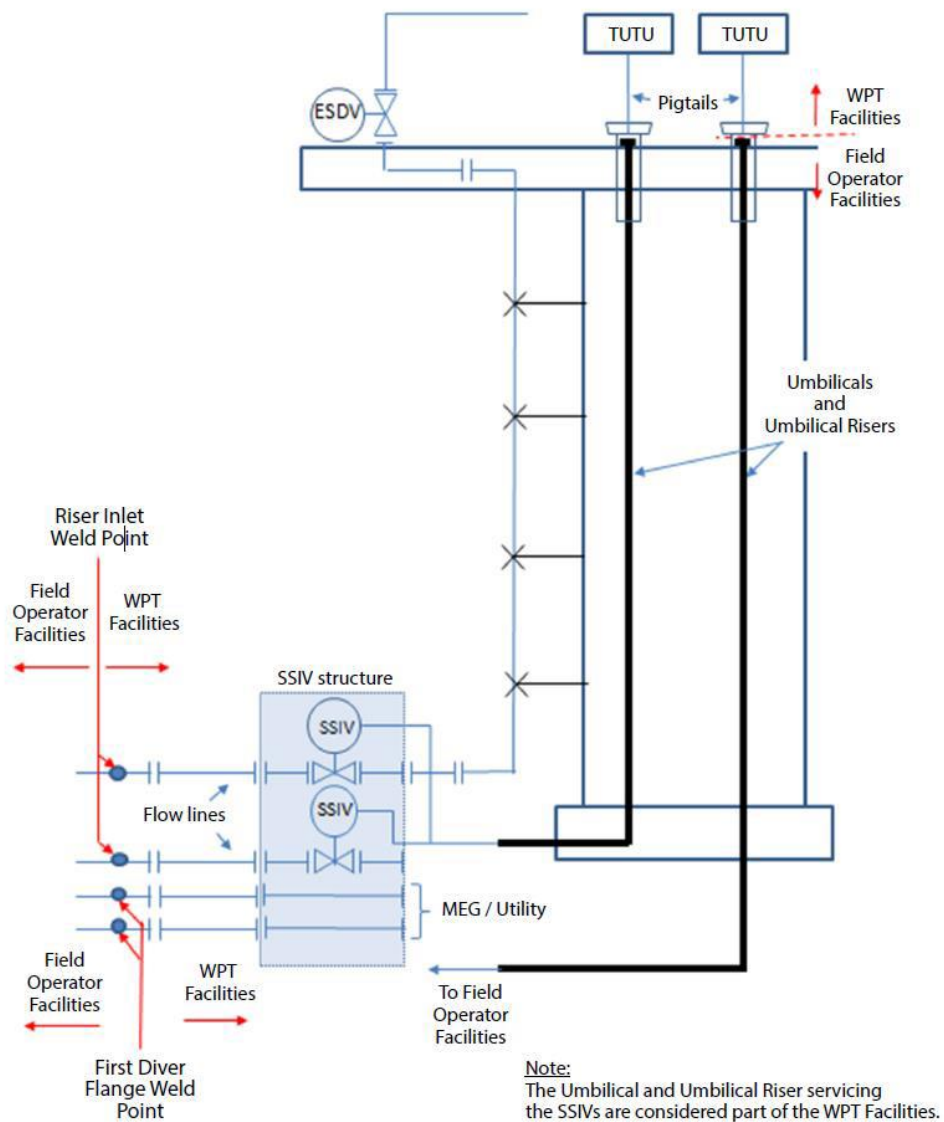 TUTU
TUTU
ESDV
Pigtails
WPT
Facilities
Field
Operator
Facilities
Umbilicals
and
Umbilical Risers
Riser Inlet
Weld Point
Field
Operator
Facilities
WPT
Facilities
SSIV structure
SSIV
Flow lines
SSIV
MEG / Utility
Field
Operator
Facilities
WPT
Facilities
To Field
Operator
Facilities
First Diver
Flange Weld
Point
Note:
The Umbilical and Umbilical Riser servicing
the SSIVs are considered part of the WPT Facilities.